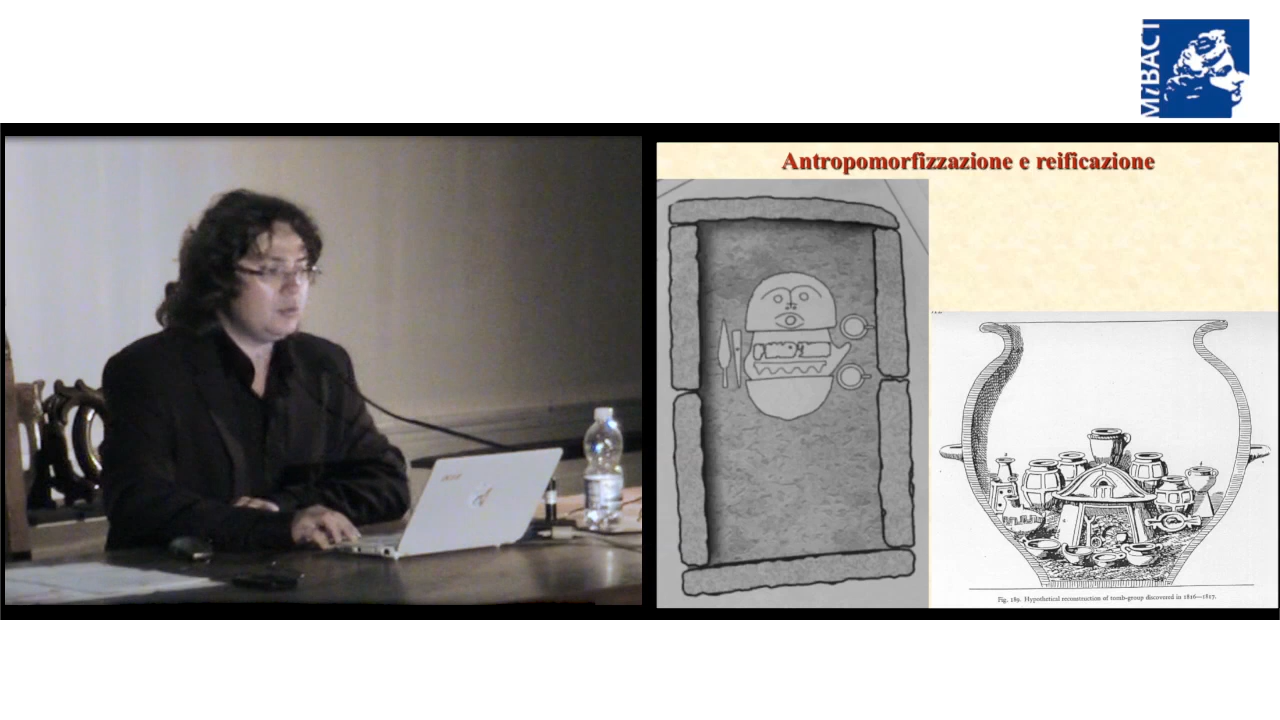 MiBACT
Antropomorfizzazione e reificazione
Fig. 189. Hypothetical reconstruction of tomb-group discovered in 1816—1817.